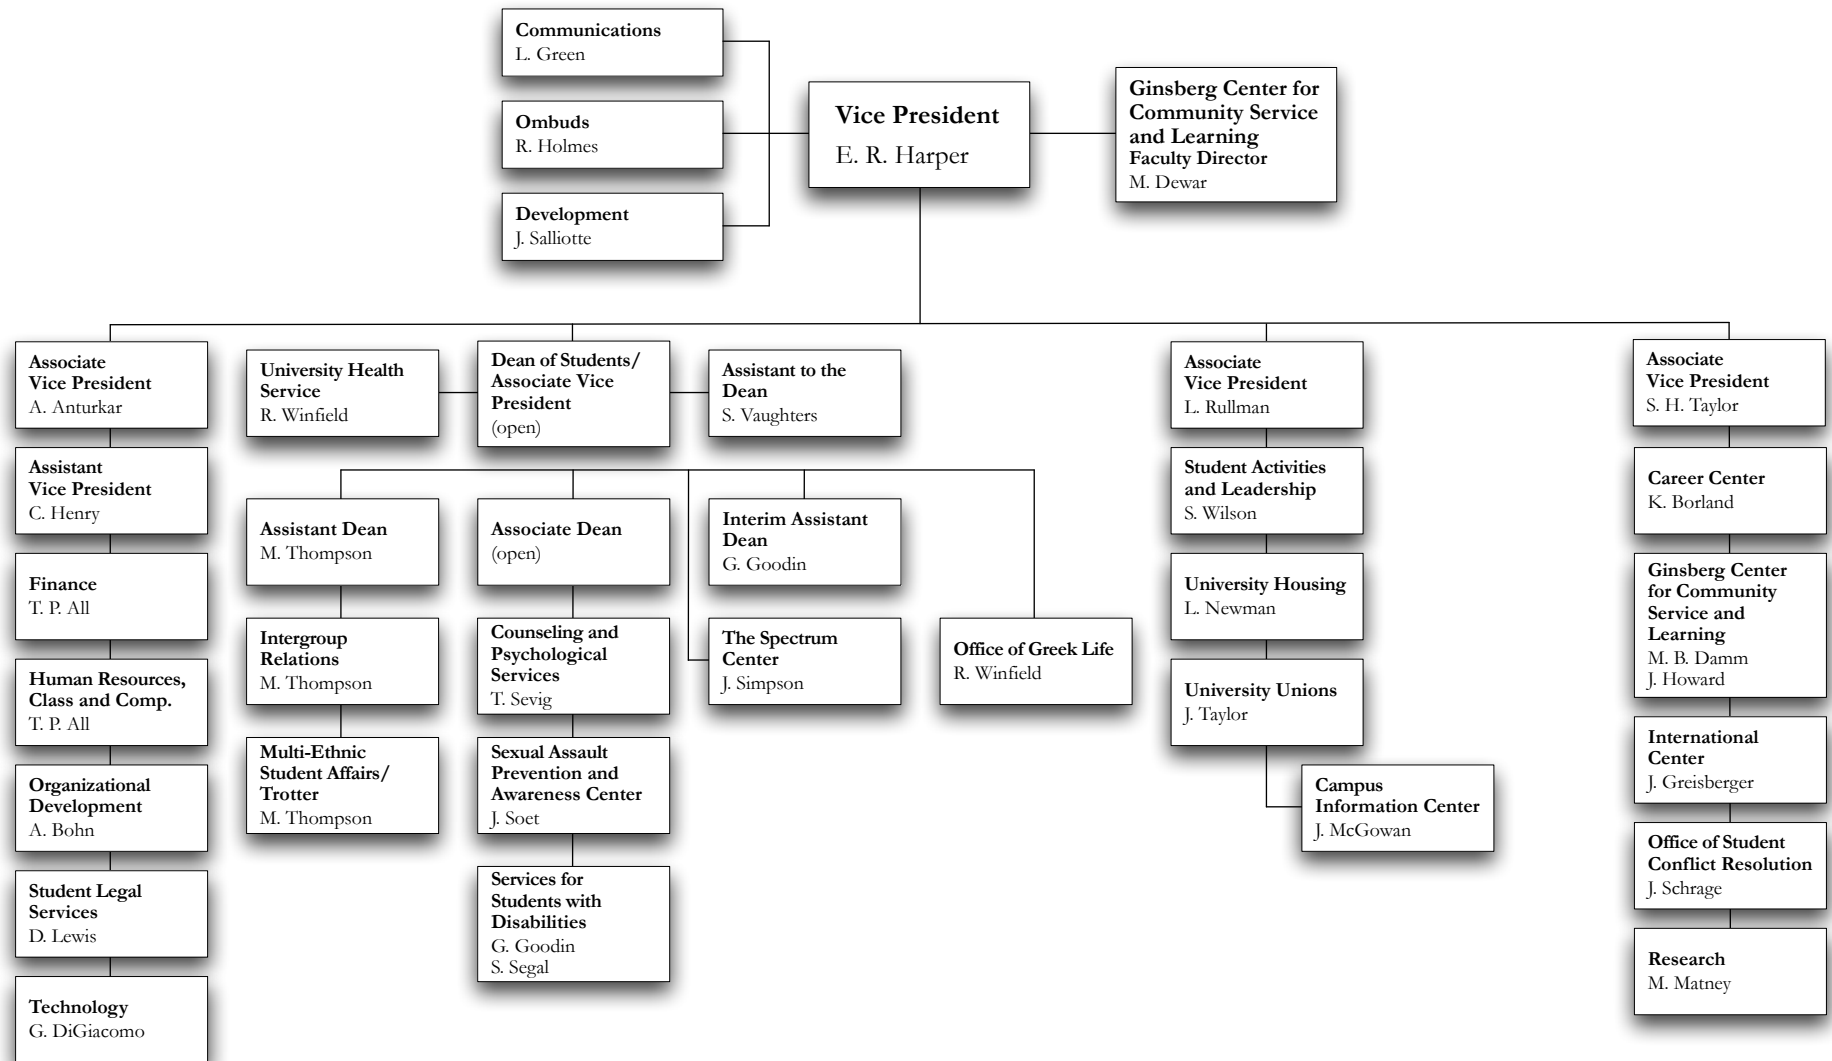 Communications
L. Green
Ombuds
R. Holmes
Development
J. Salliotte
Vice President
E. R. Harper
Ginsberg Center for
Community Service
and Learning
Faculty Director
M. Dewar
Associate
Vice President
A. Anturkar
Assistant
Vice President
C. Henry
Finance
T. P. All
Human Resources,
Class and Comp.
T. P. All
Organizational
Development
A. Bohn
Student Legal
Services
D. Lewis
Technology
G. DiGiacomo
University Health
Service
R. Winfield
Dean of Students/
Associate Vice
President
(open)
Assistant to the
Dean
S. Vaughters
Assistant Dean
M. Thompson
Intergroup
Relations
M. Thompson
Multi-Ethnic
Student Affairs/
Trotter
M. Thompson
Associate Dean
(open)
Counseling and
Psychological
Services
T. Sevig
Sexual Assault
Prevention and
Awareness Center
J. Soet
Services for
Students with
Disabilities
G. Goodin
S. Segal
Interim Assistant
Dean
G. Goodin
The Spectrum
Center
J. Simpson
Office of Greek Life
R. Winfield
Associate
Vice President
L. Rullman
Student Activities
and Leadership
S. Wilson
University Housing
L. Newman
University Unions
J. Taylor
Campus
Information Center
J. McGowan
Associate
Vice President
S. H. Taylor
Career Center
K. Borland
Ginsberg Center
for Community
Service and
Learning
M. B. Damm
J. Howard
International
Center
J. Greisberger
Office of Student
Conflict Resolution
J. Schrage
Research
M. Matney